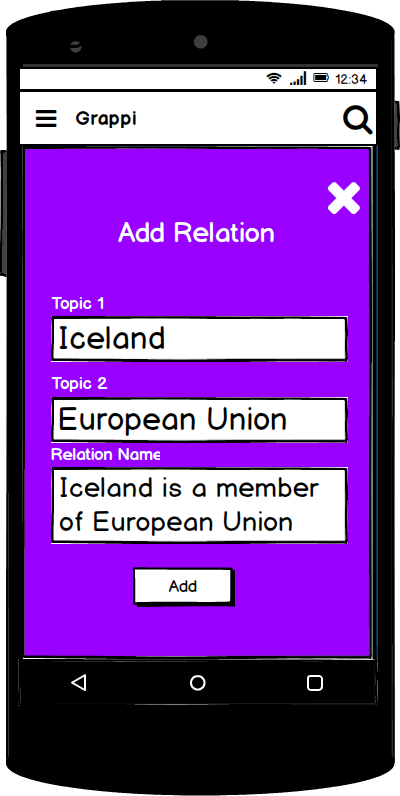 12:34
Grappi
Add Relation
Topic 1
Iceland
Topic 2
European Union
Relation Name
Iceland is a member
of European Union
Add